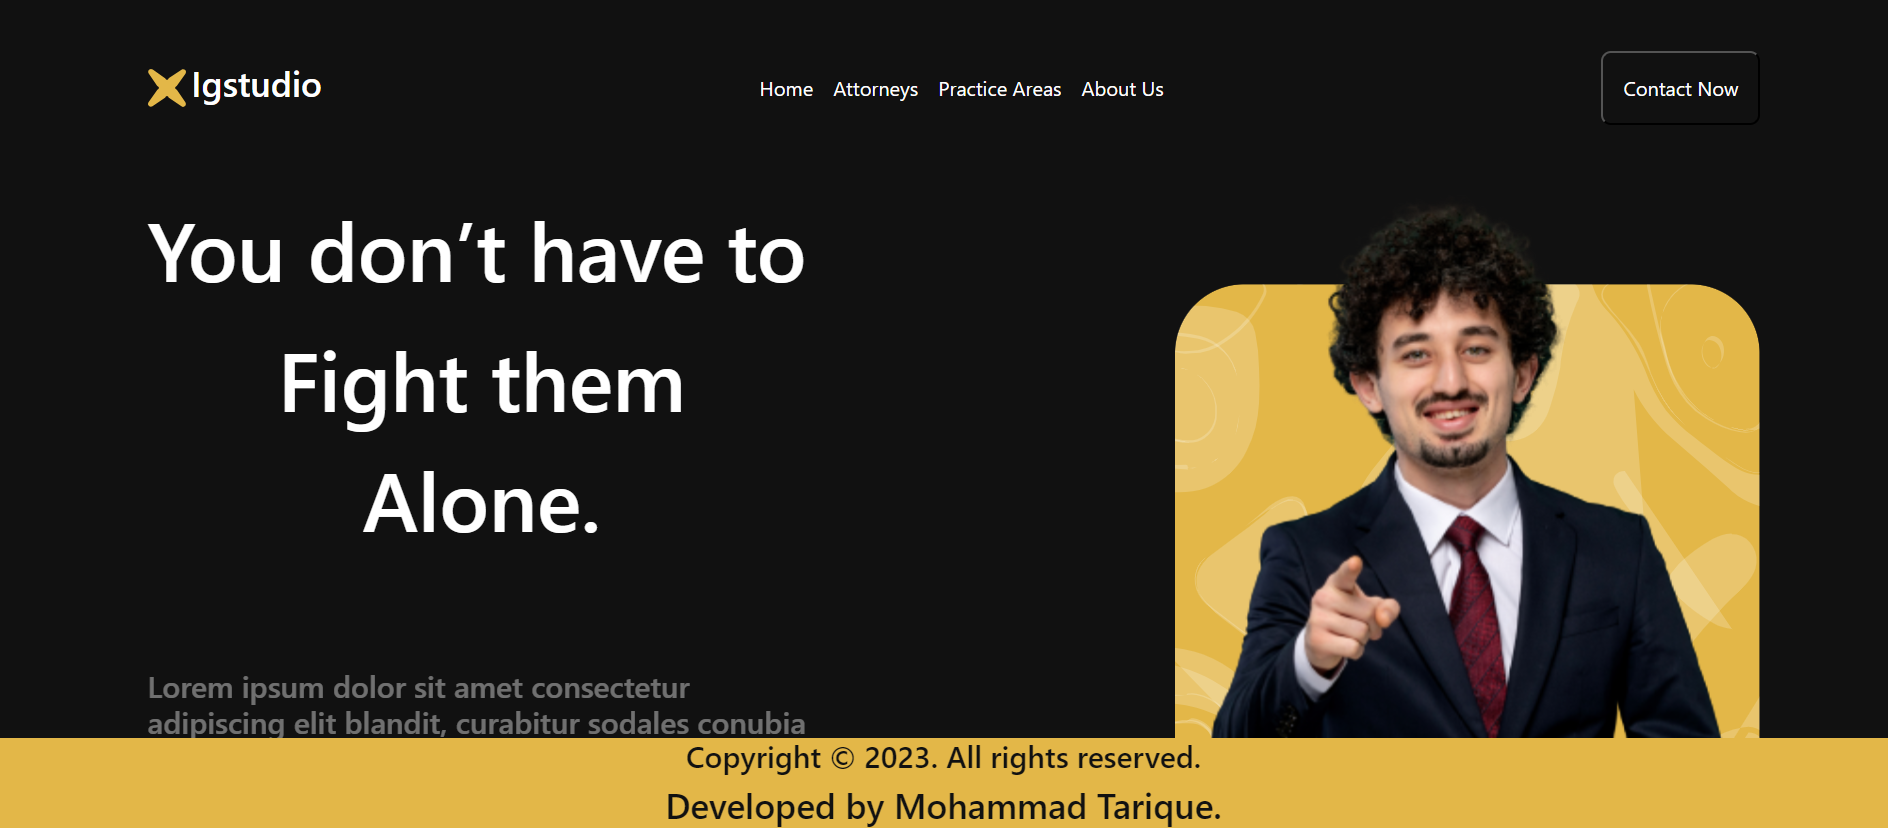 Igstudio
Home Attorneys Practice Areas About Us
Contact Now
You don’t have to
Fight them
Alone.
Lorem ipsum dolor sit amet consectetur
adipiscing elit blandit, curabitur sodales conubia
Copyright © 2023. All rights reserved.
Developed by Mohammad Tarique.